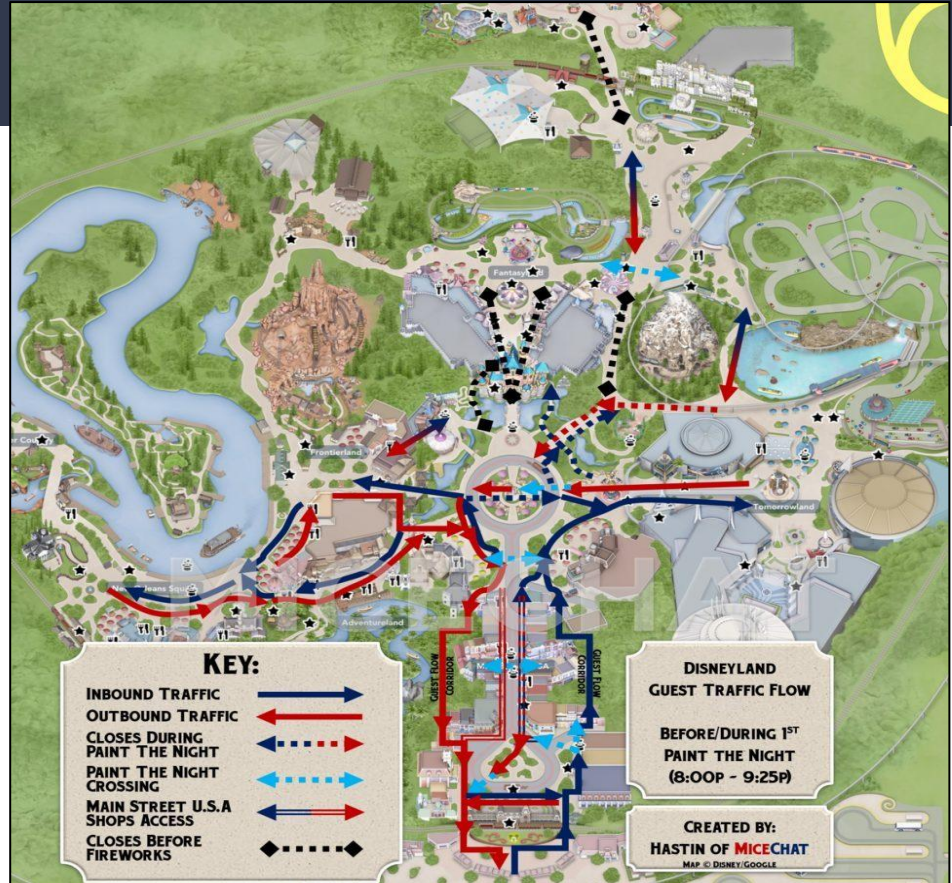 Fantasyland
Frontierland
Tomorrowland
New Orleans Square
Adventureland
MICECHAT
GUEST FLOW
CORRIDOR
GUEST FLOW
CORRIDOR
KEY:
INBOUND TRAFFIC
OUTBOUND TRAFFIC
CLOSES DURING
PAINT THE NIGHT
PAINT THE NIGHT
CROSSING
MAIN STREET U.S.A
SHOPS ACCESS
CLOSES BEFORE
FIREWORKS
DISNEYLAND
GUEST TRAFFIC FLOW
BEFORE/DURING 1ST
PAINT THE NIGHT
(8:00P - 9:25P)
CREATED BY:
HASTIN OF MICECHAT
MAP © DISNEY/GOOGLE